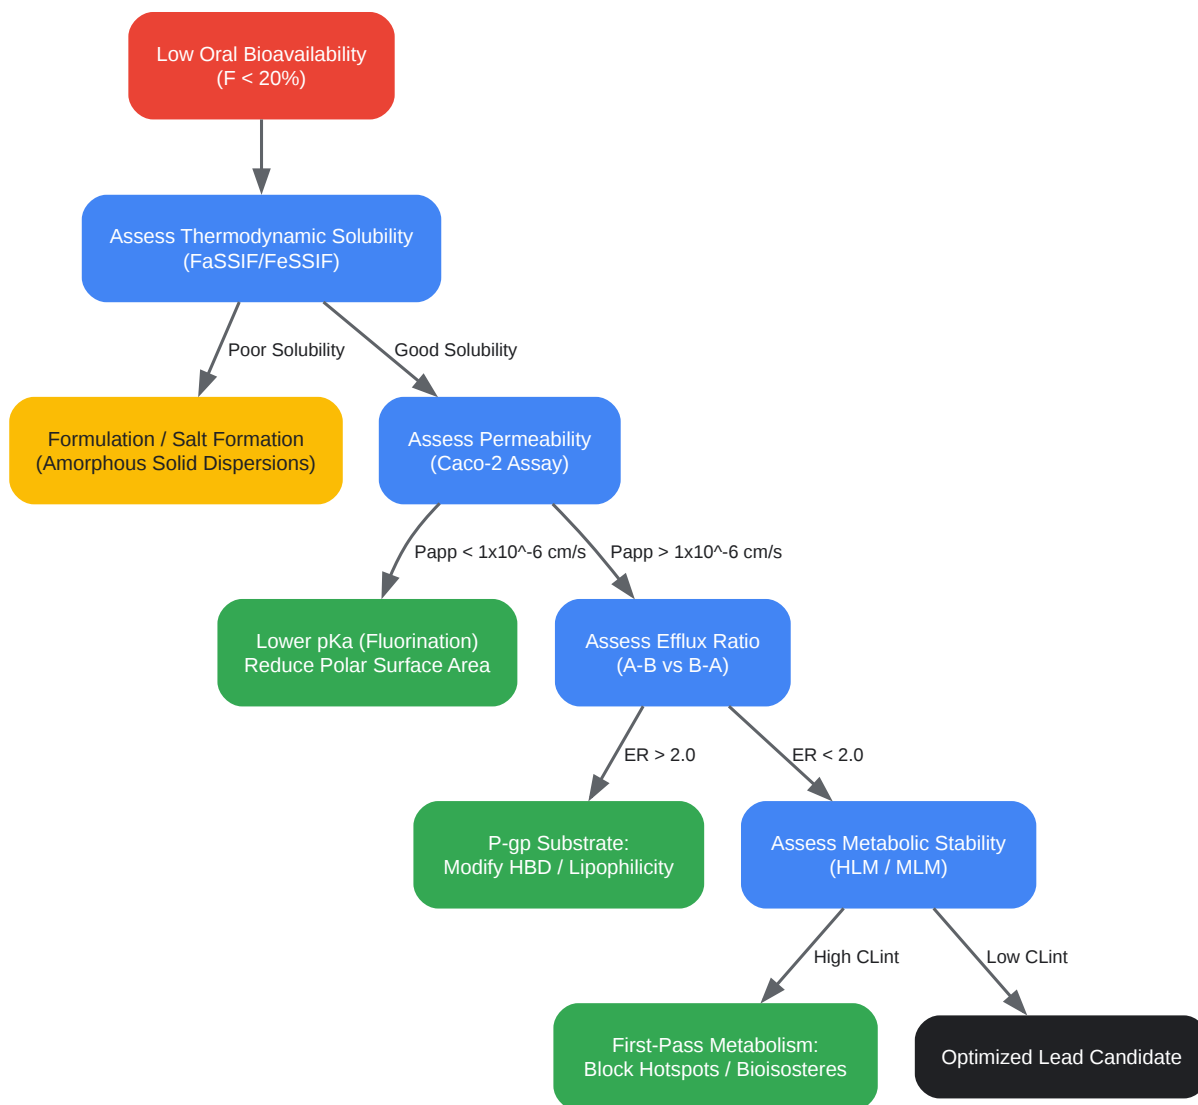 Low Oral Bioavailability
(F < 20%)
Assess Thermodynamic Solubility
(FaSSIF/FeSSIF)
Poor Solubility
Good Solubility
Formulation / Salt Formation
(Amorphous Solid Dispersions)
Assess Permeability
(Caco-2 Assay)
Papp < 1x10^-6 cm/s
Papp > 1x10^-6 cm/s
Lower pKa (Fluorination)
Reduce Polar Surface Area
Assess Efflux Ratio
(A-B vs B-A)
ER > 2.0
ER < 2.0
P-gp Substrate:
Modify HBD / Lipophilicity
Assess Metabolic Stability
(HLM / MLM)
High CLint
Low CLint
First-Pass Metabolism:
Block Hotspots / Bioisosteres
Optimized Lead Candidate